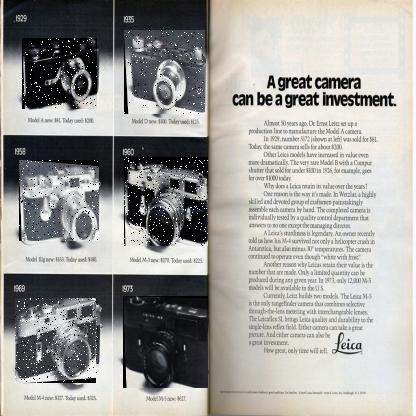 1929
1935
Model A new: $81. Today used: $200.
Model D new: $100. Today used: $125.
1958
1960
Model IIIg new: $163. Today used: $380.
Model M-3 new: $276. Today used: $225.
1969
1973
Model M-4 new: $327. Today used: $325.
Model M-5 new: $627.
A great camera
can be a great investment.
Almost 50 years ago, Dr. Ernst Leitz set up a
production line to manufacture the Model A camera.
In 1929, number 5172 (shown at left) was sold for $81.
Today, the same camera sells for about $200.
Other Leica models have increased in value even
more dramatically. The very rare Model B with a Compur
shutter that sold for under $100 in 1926, for example, goes
for over $1000 today.
Why does a Leica retain its value over the years?
One reason is the way it's made. In Wetzlar, a highly
skilled and devoted group of craftsmen painstakingly
assemble each camera by hand. The completed camera is
individually tested by a quality control department that
answers to no one except the managing director.
A Leica's sturdiness is legendary. An owner recently
told us how his M-4 survived not only a helicopter crash in
Antarctica, but also minus 10° temperatures. The camera
continued to operate even though "white with frost."
Another reason why Leicas retain their value is the
number that are made. Only a limited quantity can be
produced during any given year. In 1973, only 12,000 M-5
models will be available in the U.S.
Currently, Leitz builds two models. The Leica M-5
is the only rangefinder camera that combines selective
through-the-lens metering with interchangeable lenses.
The Leicaflex SL brings Leica quality and durability to the
single-lens reflex field. Either camera can take a great
picture. And either camera can also be
a great investment.
How great, only time will tell.
Leica